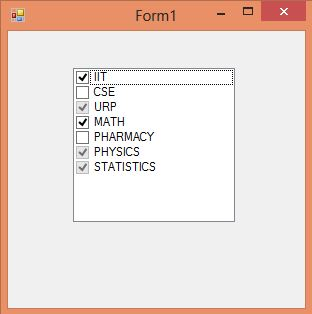 Form1
IIT
CSE
URP
MATH
PHARMACY
PHYSICS
STATISTICS